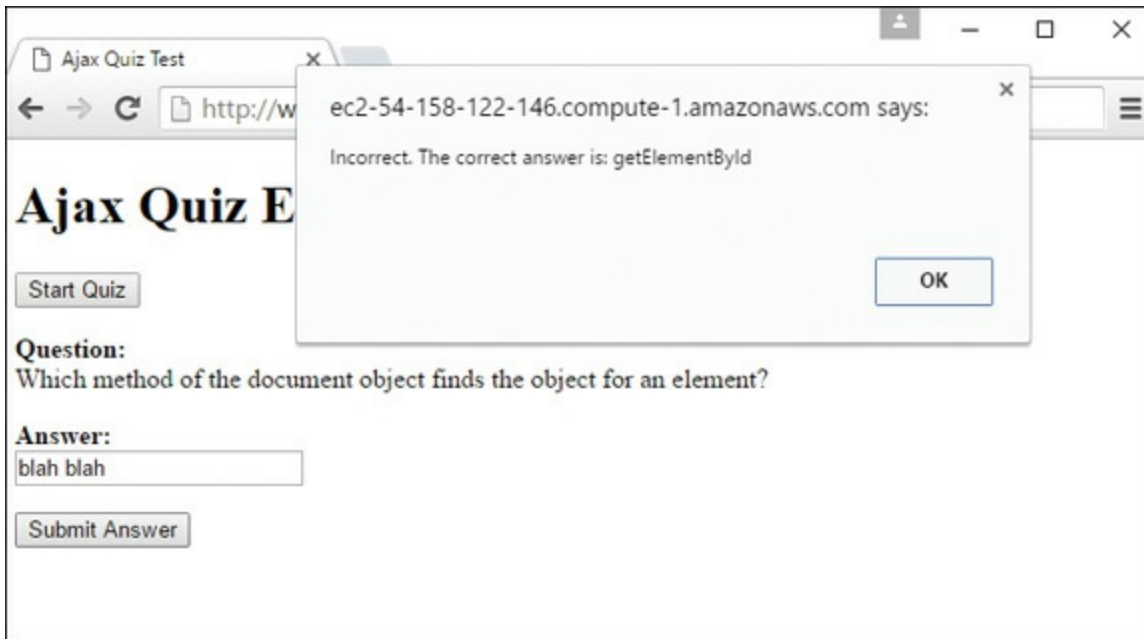 Ajax Quiz Test
http://w
ec2-54-158-122-146.compute-1.amazonaws.com says:
Incorrect. The correct answer is: getElementById
OK
Ajax Quiz E
Start Quiz
Question:
Which method of the document object finds the object for an element?
Answer:
blah blah
Submit Answer